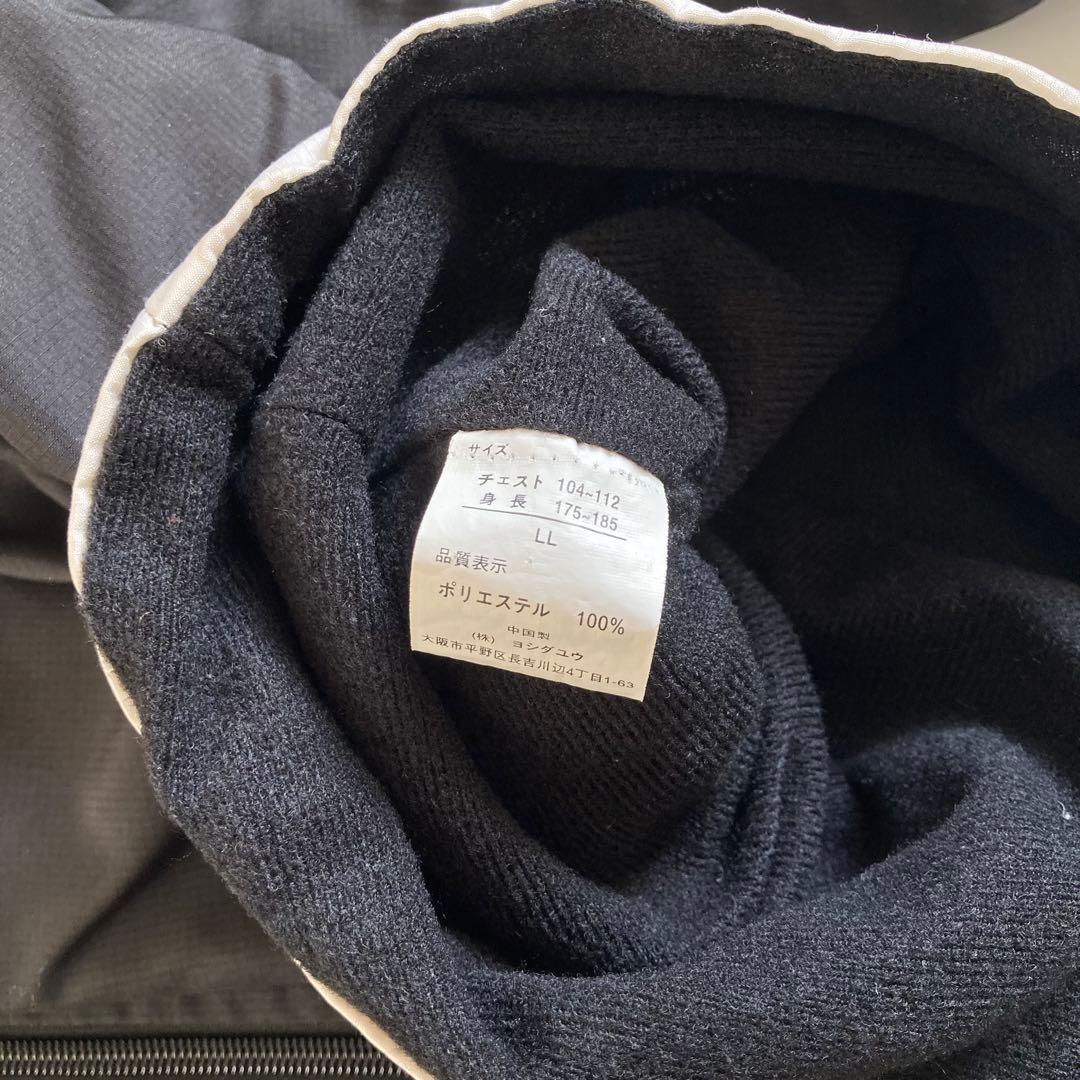 サイズ
チェスト 104~112
身長 175~185
LL
品質表示
ポリエステル 100%
中国製
(株) ヨシダユウ
大阪市平野区長吉川辺4丁目1-63